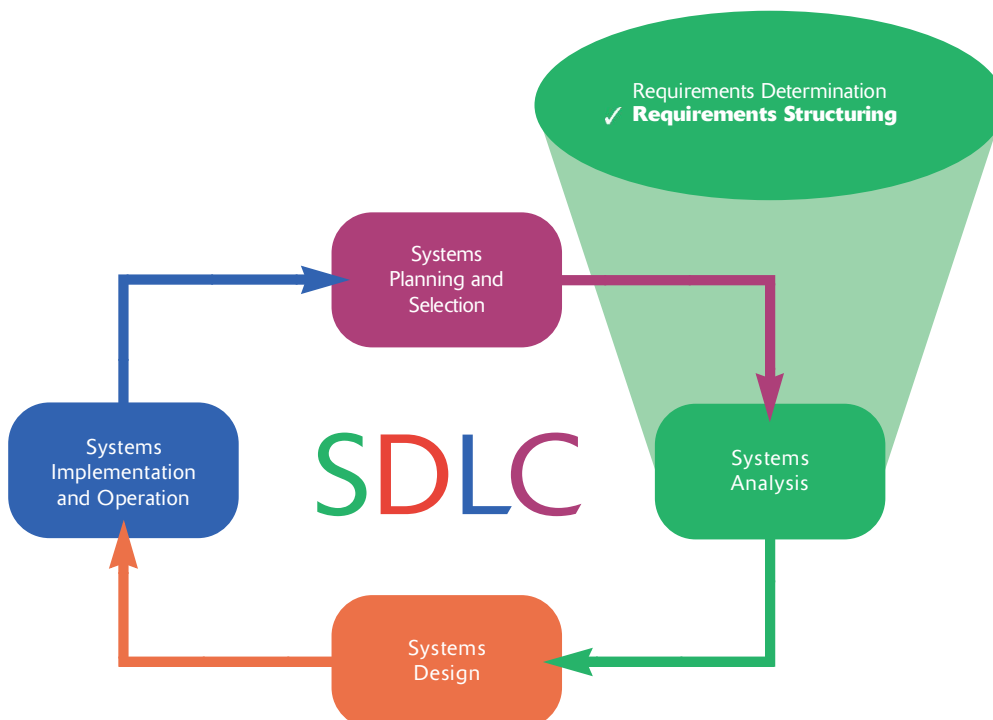 Requirements Determination
✓ Requirements Structuring
Systems
Planning and
Selection
Systems
Implementation
and Operation
SDLC
Systems
Analysis
Systems
Design